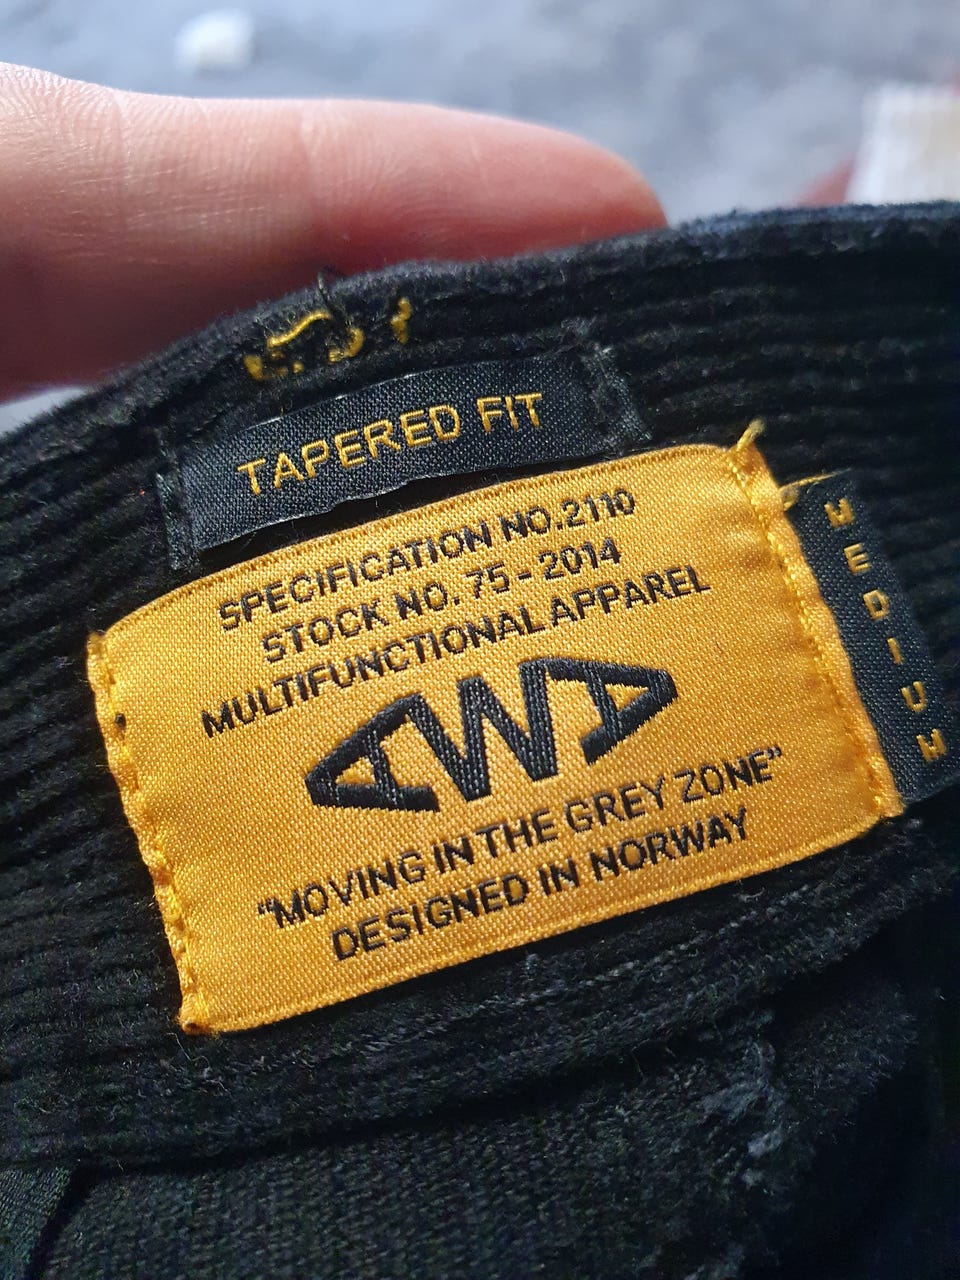 TAPERED FIT
SPECIFICATION NO.2110
STOCK NO. 75 - 2014
MULTIFUNCTIONAL APPAREL
AWA
"MOVING IN THE GREY ZONE"
DESIGNED IN NORWAY
MEDIUM